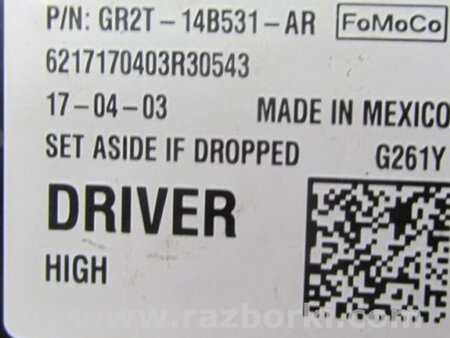 P/N: GR2T-14B531-AR FoMoCo
6217170403R30543
17-04-03 MADE IN MEXICO
SET ASIDE IF DROPPED G261Y
DRIVER
HIGH
www.razborki.com